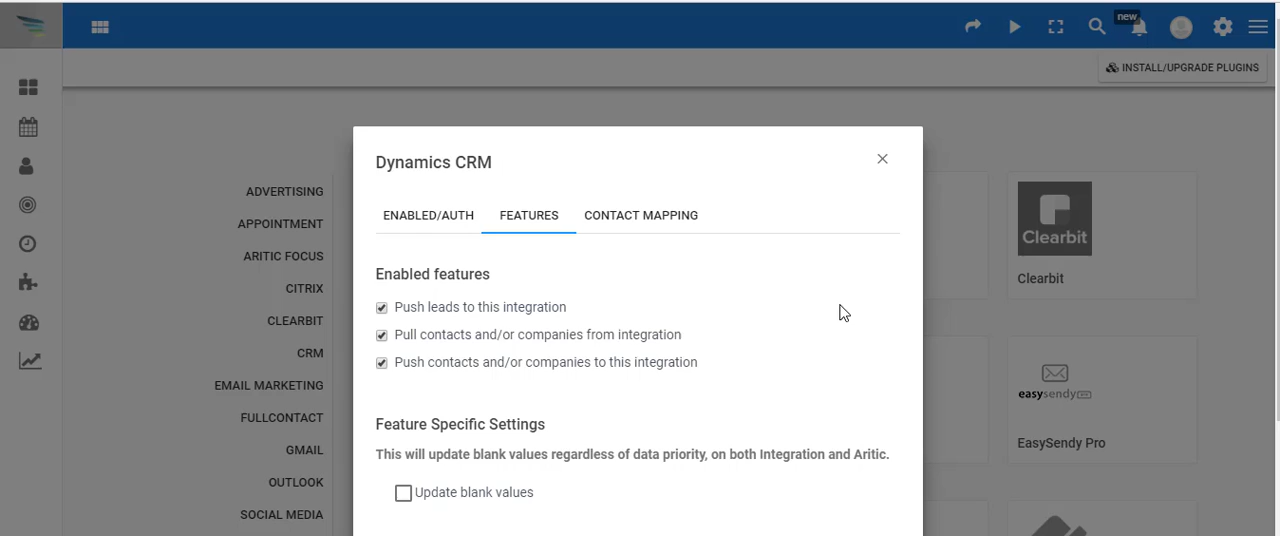 new
INSTALL/UPGRADE PLUGINS
Dynamics CRM
ENABLED/AUTH FEATURES CONTACT MAPPING
Enabled features
Push leads to this integration
Pull contacts and/or companies from integration
Push contacts and/or companies to this integration
Feature Specific Settings
This will update blank values regardless of data priority, on both Integration and Aritic.
Update blank values
ADVERTISING
APPOINTMENT
ARITIC FOCUS
CITRIX
CLEARBIT
CRM
EMAIL MARKETING
FULLCONTACT
GMAIL
OUTLOOK
SOCIAL MEDIA
Clearbit
Clearbit
easysendy
EasySendy Pro